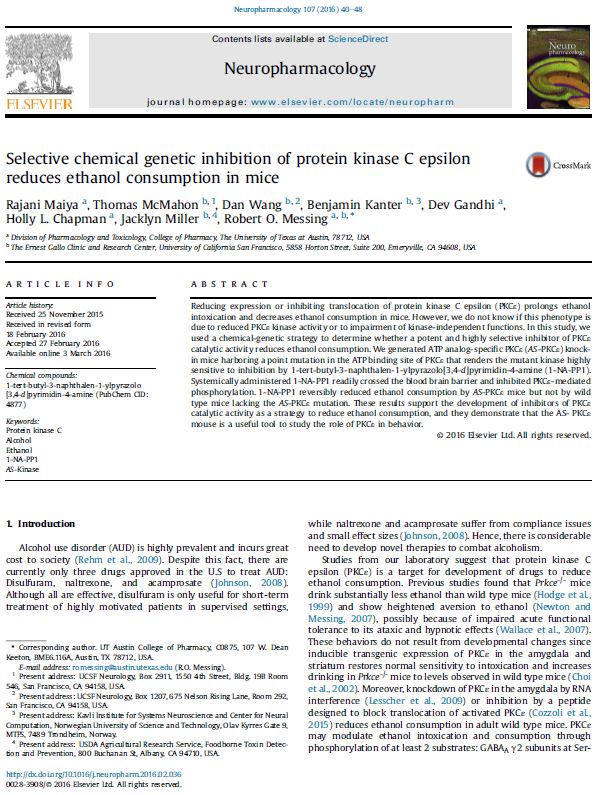 Neuropharmacology 107 (2016) 40–48
Contents lists available at ScienceDirect
Neuropharmacology
journal homepage: www.elsevier.com/locate/neuropharm
ELSEVIER
Neuro
pharmacology
Selective chemical genetic inhibition of protein kinase C epsilon
reduces ethanol consumption in mice
CrossMark
Rajani Maiya a, Thomas McMahon b, 1, Dan Wang b, 2, Benjamin Kanter b, 3, Dev Gandhi a,
Holly L. Chapman a, Jacklyn Miller b, 4, Robert O. Messing a, b, *
a Division of Pharmacology and Toxicology, College of Pharmacy, The University of Texas at Austin, 78712, USA
b The Ernest Gallo Clinic and Research Center, University of California San Francisco, 5858 Horton Street, Suite 200, Emeryville, CA 94608, USA
ARTICLE INFO
Article history:
Received 25 November 2015
Received in revised form
18 February 2016
Accepted 27 February 2016
Available online 3 March 2016
Chemical compounds:
1-tert-butyl-3-naphthalen-1-ylpyrazolo
[3,4-d]pyrimidin-4-amine (PubChem CID:
4877)
Keywords:
Protein kinase C
Alcohol
Ethanol
1-NA-PP1
AS-Kinase
ABSTRACT
Reducing expression or inhibiting translocation of protein kinase C epsilon (PKCε) prolongs ethanol
intoxication and decreases ethanol consumption in mice. However, we do not know if this phenotype is
due to reduced PKCε kinase activity or to impairment of kinase-independent functions. In this study, we
used a chemical-genetic strategy to determine whether a potent and highly selective inhibitor of PKCε
catalytic activity reduces ethanol consumption. We generated ATP analog-specific PKCε (AS-PKCε) knock-
in mice harboring a point mutation in the ATP binding site of PKCε that renders the mutant kinase highly
sensitive to inhibition by 1-tert-butyl-3-naphthalen-1-ylpyrazolo[3,4-d]pyrimidin-4-amine (1-NA-PP1).
Systemically administered 1-NA-PP1 readily crossed the blood brain barrier and inhibited PKCε-mediated
phosphorylation. 1-NA-PP1 reversibly reduced ethanol consumption by AS-PKCε mice but not by wild
type mice lacking the AS-PKCε mutation. These results support the development of inhibitors of PKCε
catalytic activity as a strategy to reduce ethanol consumption, and they demonstrate that the AS- PKCε
mouse is a useful tool to study the role of PKCε in behavior.
© 2016 Elsevier Ltd. All rights reserved.
1. Introduction
Alcohol use disorder (AUD) is highly prevalent and incurs great
cost to society (Rehm et al., 2009). Despite this fact, there are
currently only three drugs approved in the U.S to treat AUD:
Disulfuram, naltrexone, and acamprosate (Johnson, 2008).
Although all are effective, disulfuram is only useful for short-term
treatment of highly motivated patients in supervised settings,
* Corresponding author. UT Austin College of Pharmacy, C0875, 107 W. Dean
Keeton, BME6.116A, Austin, TX 78712, USA.
E-mail address: romessing@austin.utexas.edu (R.O. Messing).
1 Present address: UCSF Neurology, Box 2911, 1550 4th Street, Bldg. 19B Room
546, San Francisco, CA 94158, USA.
2 Present address: UCSF Neurology, Box 1207, 675 Nelson Rising Lane, Room 292,
San Francisco, CA 94158, USA.
3 Present address: Kavli Institute for Systems Neuroscience and Center for Neural
Computation, Norwegian University of Science and Technology, Olav Kyrres Gate 9,
MTFS, 7489 Trondheim, Norway.
4 Present address: USDA Agricultural Research Service, Foodborne Toxin Detec-
tion and Prevention, 800 Buchanan St, Albany, CA 94710, USA.
http://dx.doi.org/10.1016/j.neuropharm.2016.02.036
0028-3908/© 2016 Elsevier Ltd. All rights reserved.
while naltrexone and acamprosate suffer from compliance issues
and small effect sizes (Johnson, 2008). Hence, there is considerable
need to develop novel therapies to combat alcoholism.
Studies from our laboratory suggest that protein kinase C
epsilon (PKCε) is a target for development of drugs to reduce
ethanol consumption. Previous studies found that Prkce-/- mice
drink substantially less ethanol than wild type mice (Hodge et al.,
1999) and show heightened aversion to ethanol (Newton and
Messing, 2007), possibly because of impaired acute functional
tolerance to its ataxic and hypnotic effects (Wallace et al., 2007).
These behaviors do not result from developmental changes since
inducible transgenic expression of PKCε in the amygdala and
striatum restores normal sensitivity to intoxication and increases
drinking in Prkce-/- mice to levels observed in wild type mice (Choi
et al., 2002). Moreover, knockdown of PKCε in the amygdala by RNA
interference (Lesscher et al., 2009) or inhibition by a peptide
designed to block translocation of activated PKCε (Cozzoli et al.,
2015) reduces ethanol consumption in adult wild type mice. PKCε
may modulate ethanol intoxication and consumption through
phosphorylation of at least 2 substrates: GABAA γ2 subunits at Ser-